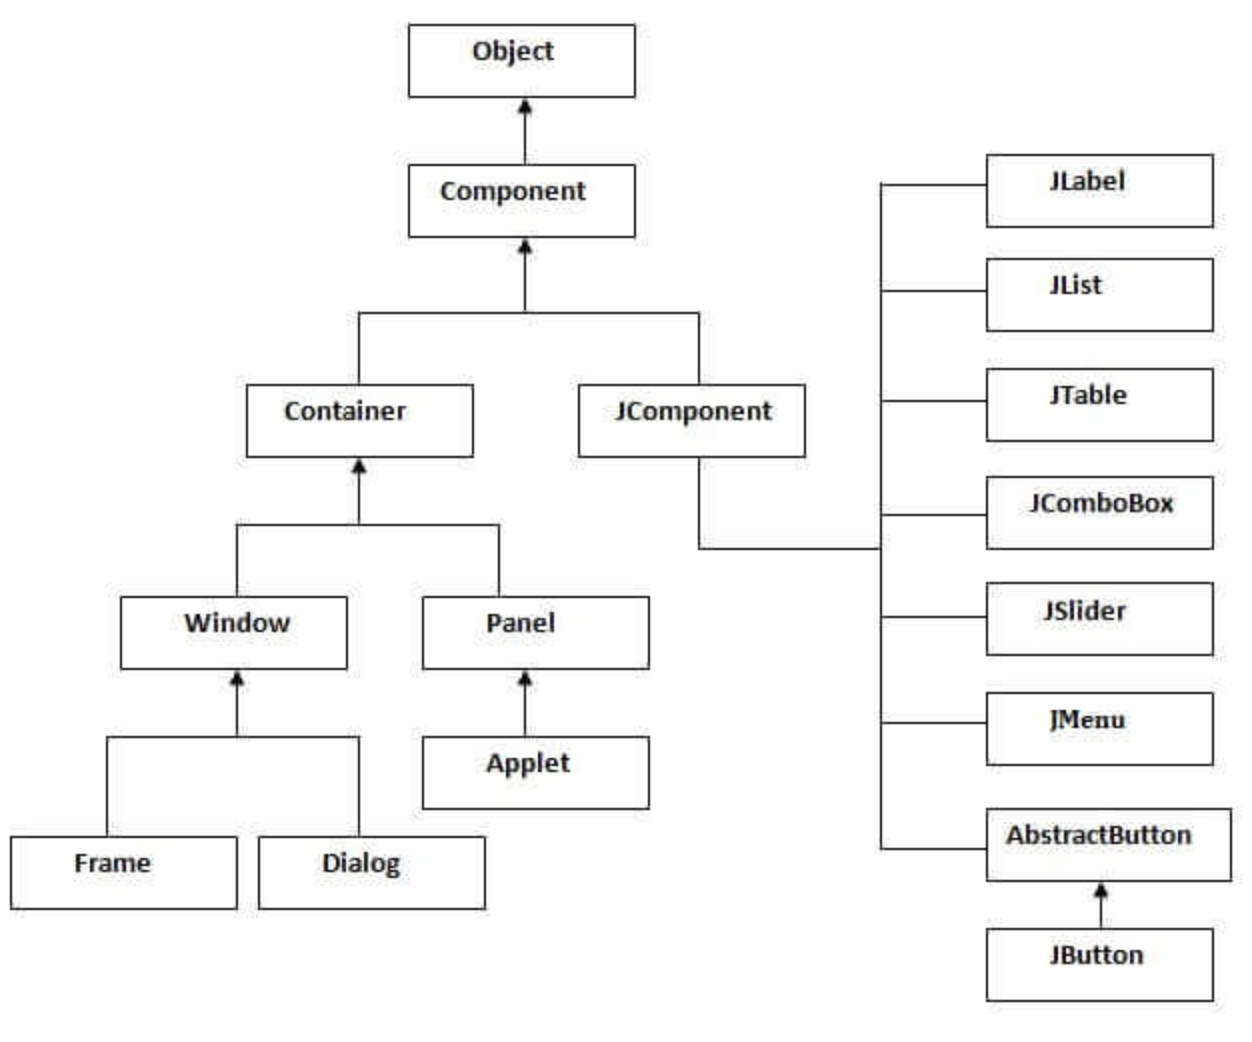 Object
Component
Container
JComponent
Window
Panel
Applet
Frame
Dialog
JLabel
JList
JTable
JComboBox
JSlider
JMenu
AbstractButton
JButton